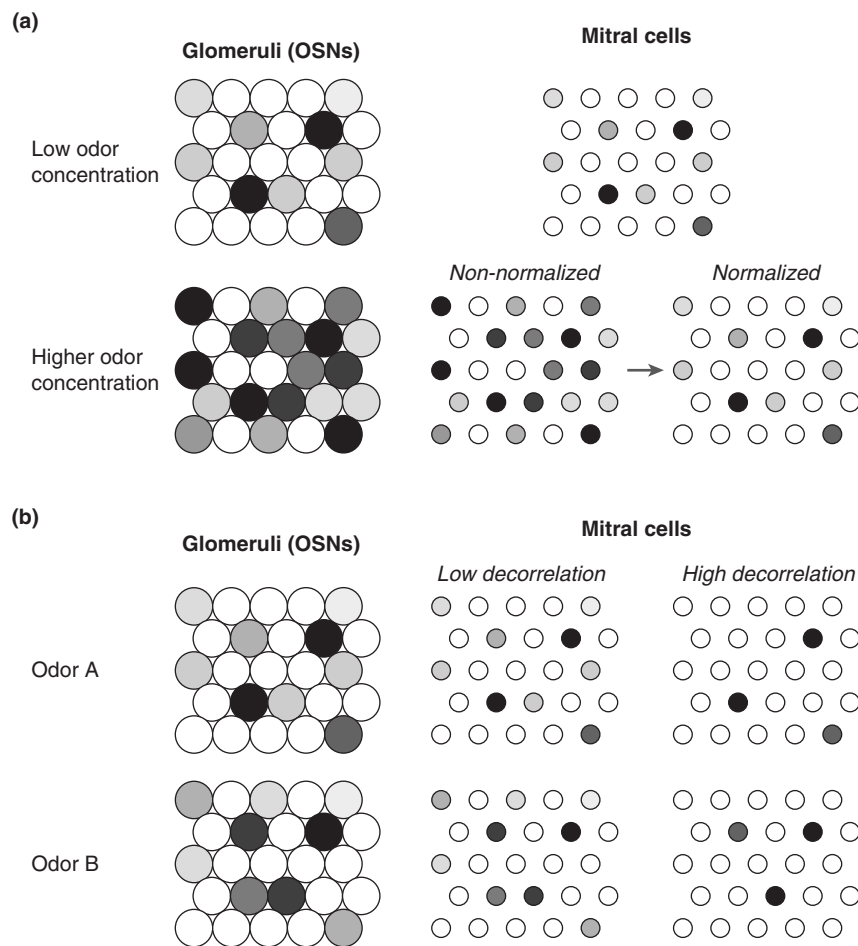 (a)
Glomeruli (OSNs)
Mitral cells
Low odor
concentration
Non-normalized
Normalized
Higher odor
concentration
(b)
Glomeruli (OSNs)
Mitral cells
Low decorrelation
High decorrelation
Odor A
Odor B